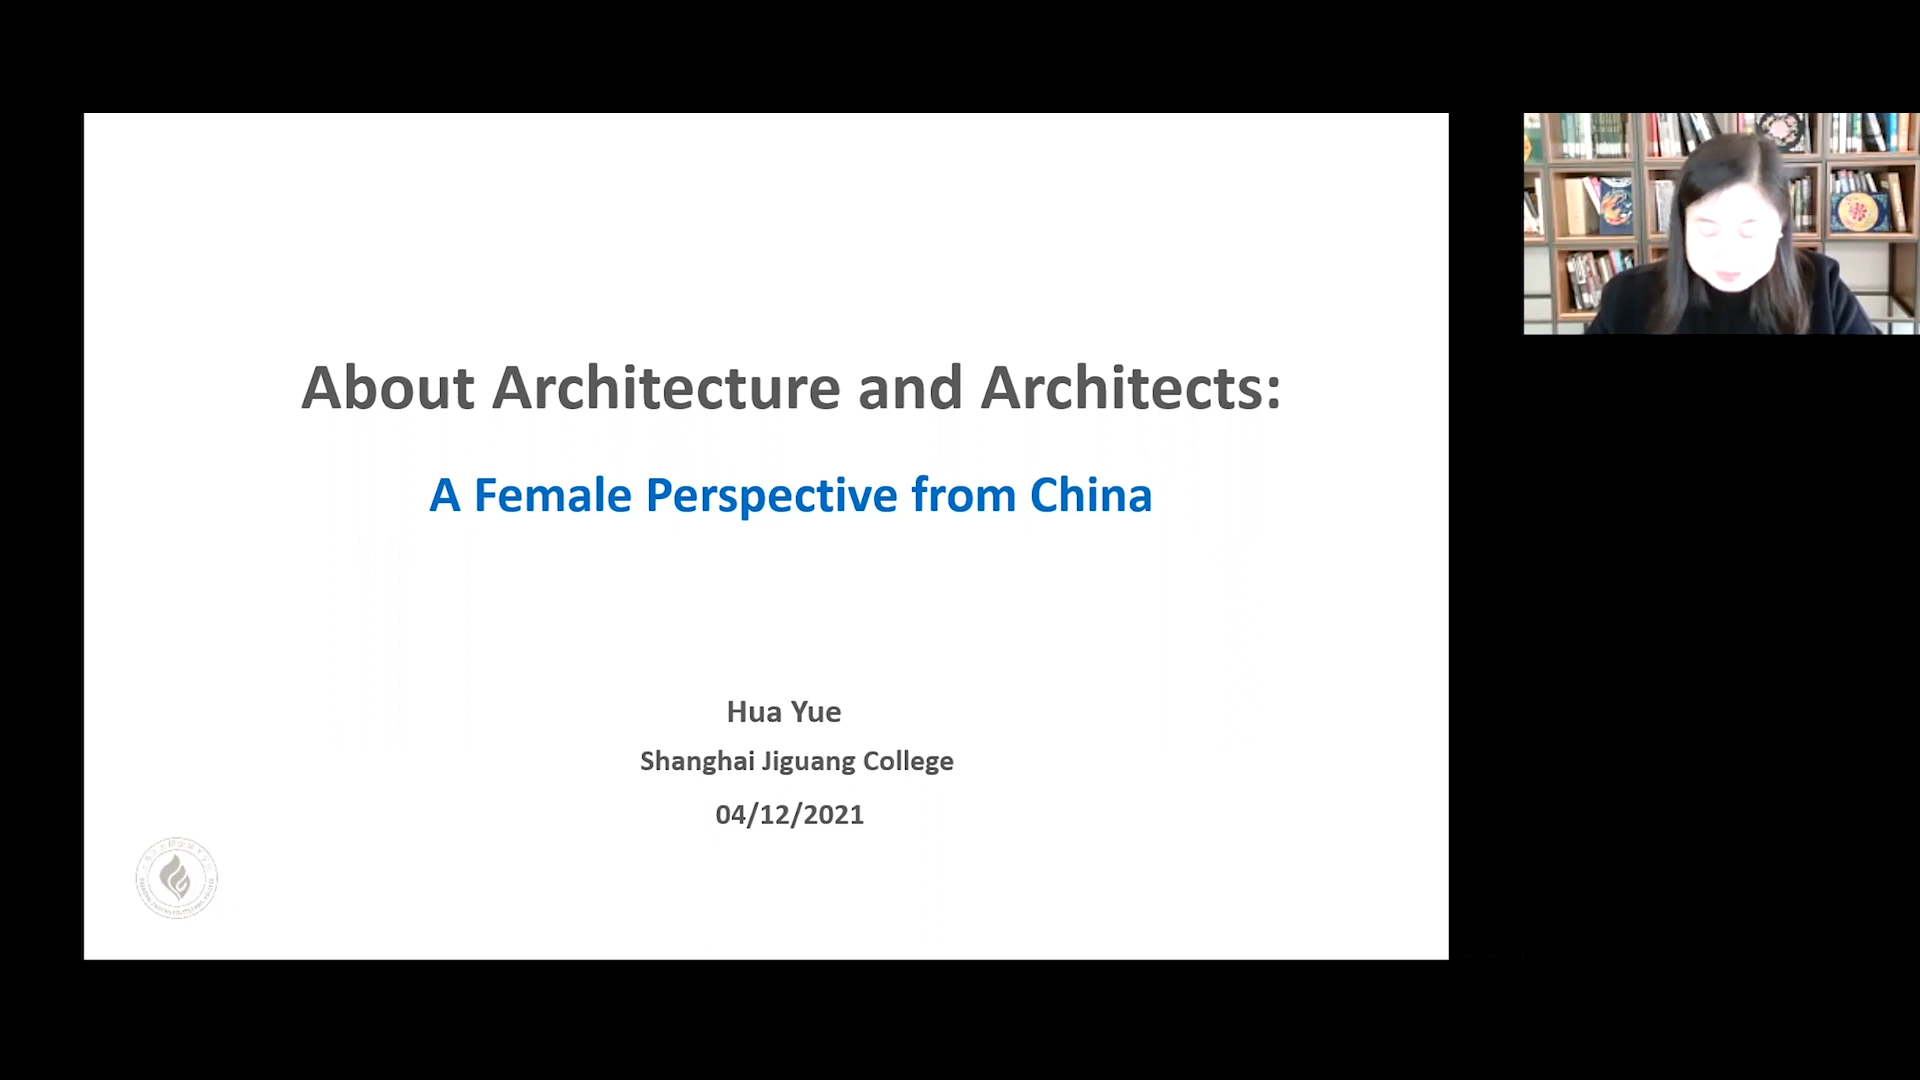 About Architecture and Architects:
A Female Perspective from China
Hua Yue
Shanghai Jiguang College
04/12/2021